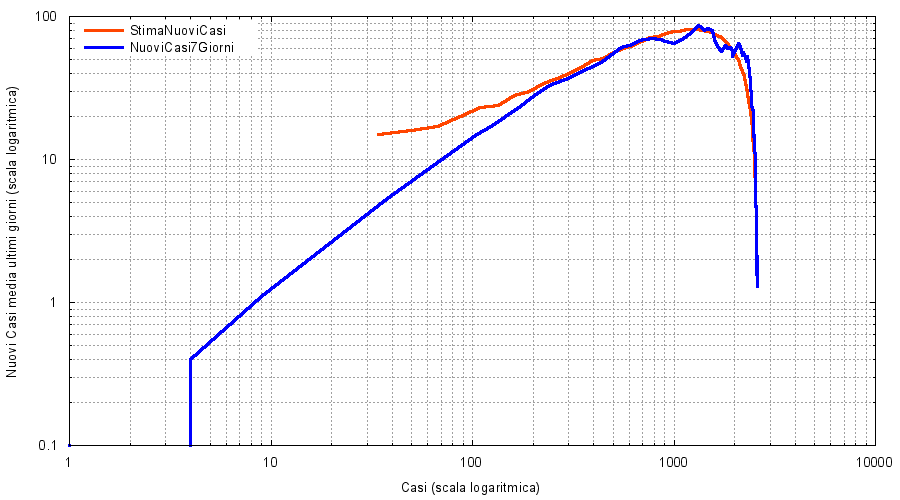 100
StimaNuoviCasi
NuoviCasi7Giorni
10
1
0.1
Nuovi Casi media ultimi giorni (scala logaritmica)
1 10 100 1000 10000
Casi (scala logaritmica)